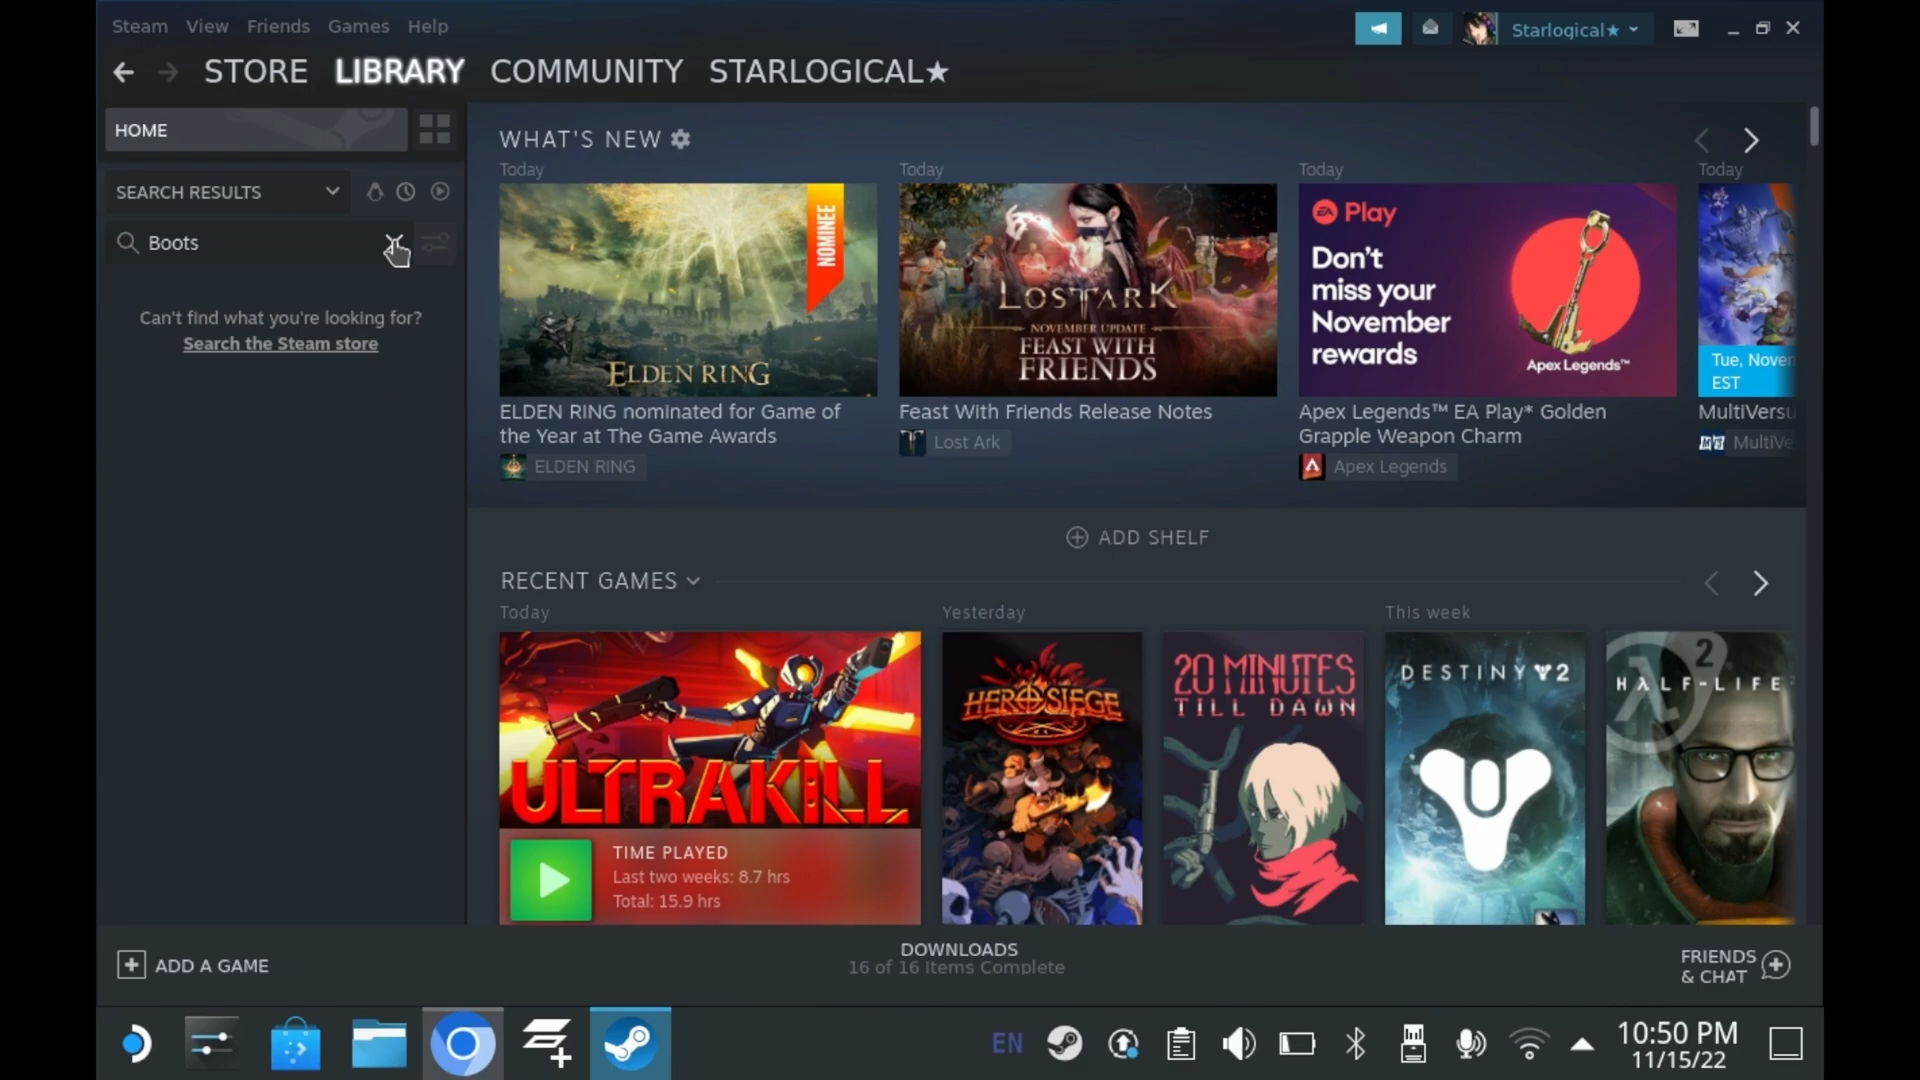 Steam View Friends Games Help
Starlogical★
STORE LIBRARY COMMUNITY STARLOGICAL★
HOME
SEARCH RESULTS
Boots
Can't find what you're looking for?
Search the Steam store
WHAT'S NEW
Today
NOMINEE
ELDEN RING
ELDEN RING nominated for Game of
the Year at The Game Awards
ELDEN RING
Today
LOST ARK
NOVEMBER UPDATE
FEAST WITH
FRIENDS
Feast With Friends Release Notes
Lost Ark
Today
EA Play
Don't
miss your
November
rewards
Apex Legends™
Apex Legends™ EA Play* Golden
Grapple Weapon Charm
Apex Legends
Today
Tue, Noven
EST
MultiVersu
MultiVe
ADD SHELF
RECENT GAMES
Today
ULTRAKILL
TIME PLAYED
Last two weeks: 8.7 hrs
Total: 15.9 hrs
Yesterday
HERO SIEGE
20 MINUTES
TILL DAWN
This week
DESTINY 2
2
HALF-LIFE
ADD A GAME
DOWNLOADS
16 of 16 Items Complete
FRIENDS
& CHAT
EN
10:50 PM
11/15/22